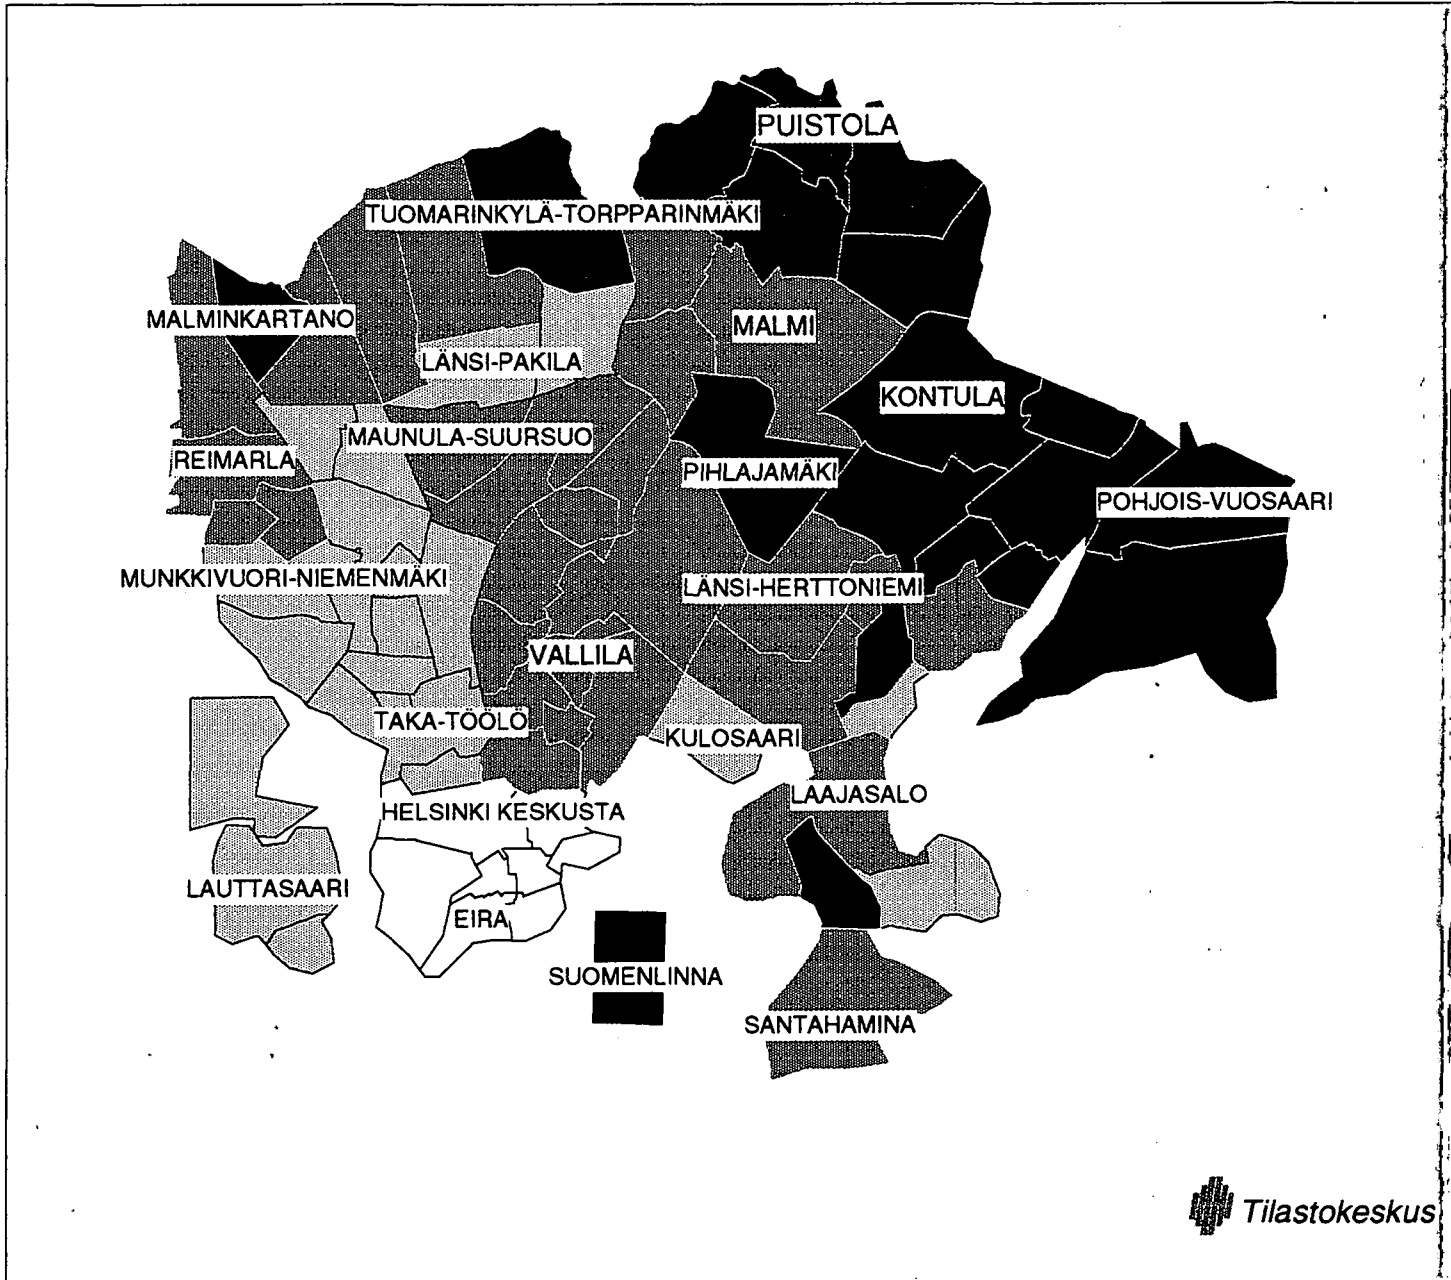 PUISTOLA
TUOMARINKYLÄ-TORPPARINMÄKI
MALMINKARTANO
MALMI
LÄNSI-PAKILA
KONTULA
MAUNULA-SUURSUO
REIMARLA
PIHLAJAMÄKI
POHJOIS-VUOSAARI
MUNKKIVUORI-NIEMENMÄKI
LÄNSI-HERTTONIEMI
VALLILA
TAKA-TÖÖLÖ
KULOSAARI
LAAJASALO
HELSINKI KESKUSTA
LAUTTASAARI
EIRA
SUOMENLINNA
SANTAHAMINA
Tilastokeskus